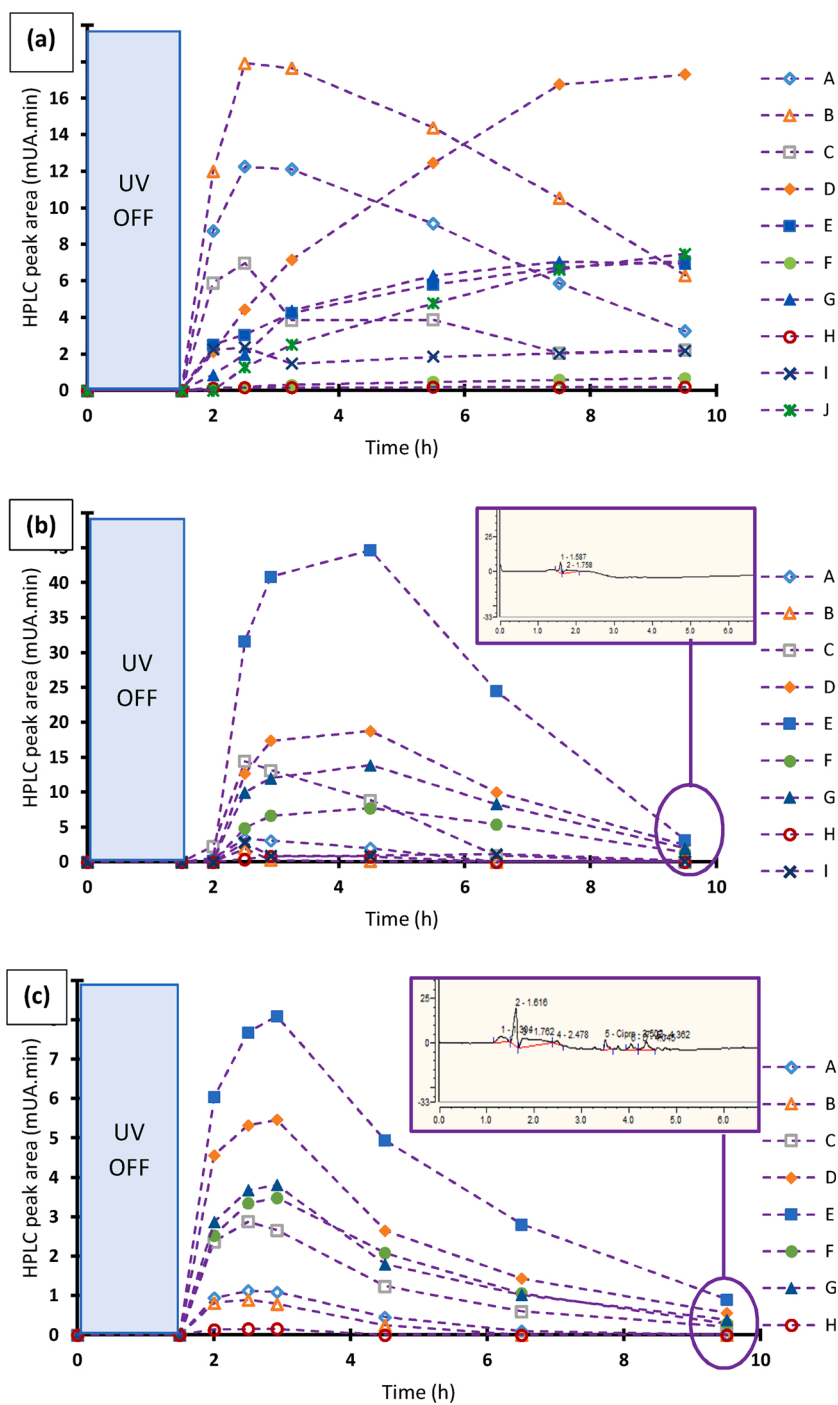 (a)
HPLC peak area (mUA.min)
16
14
12
10
8
6
4
2
0
UV
OFF
0 2 4 6 8 10
Time (h)
A
B
C
D
E
F
G
H
I
J
(b)
HPLC peak area (mUA.min)
45
40
35
30
25
20
15
10
5
0
UV
OFF
0 2 4 6 8 10
Time (h)
0
-33
1 - 1.587
2 - 1.758
0.0 1.0 2.0 3.0 4.0 5.0 6.0
A
B
C
D
E
F
G
H
I
(c)
HPLC peak area (mUA.min)
7
6
5
4
3
2
1
0
UV
OFF
0 2 4 6 8 10
Time (h)
25
0
-33
2 - 1.616
4 - 2.478
5 - Cipro
0.0 1.0 2.0 3.0 4.0 5.0 6.0
A
B
C
D
E
F
G
H